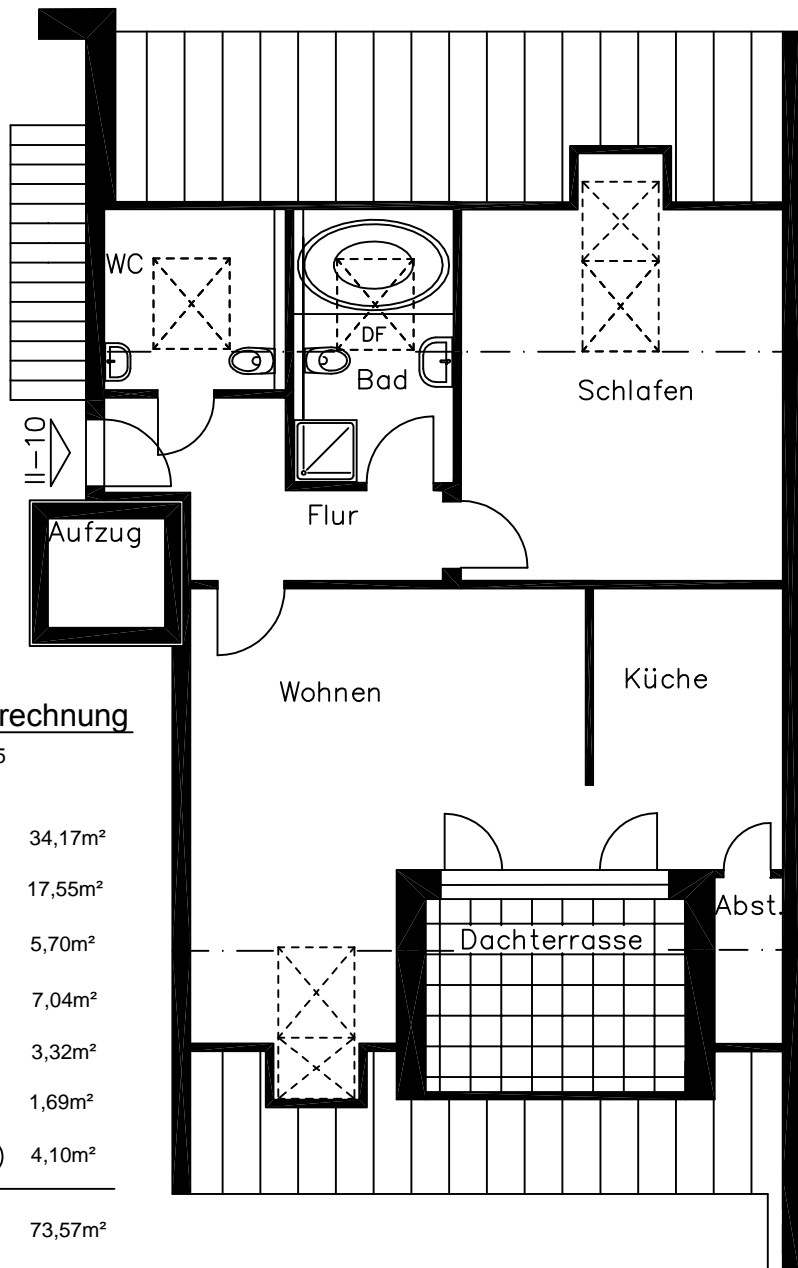 WC
DF
Bad
Schlafen
II-10
Flur
Aufzug
Wohnen
Küche
rechnung
5
34,17m²
17,55m²
5,70m²
7,04m²
3,32m²
1,69m²
) 4,10m²
73,57m²
Abst.
Dachterrasse